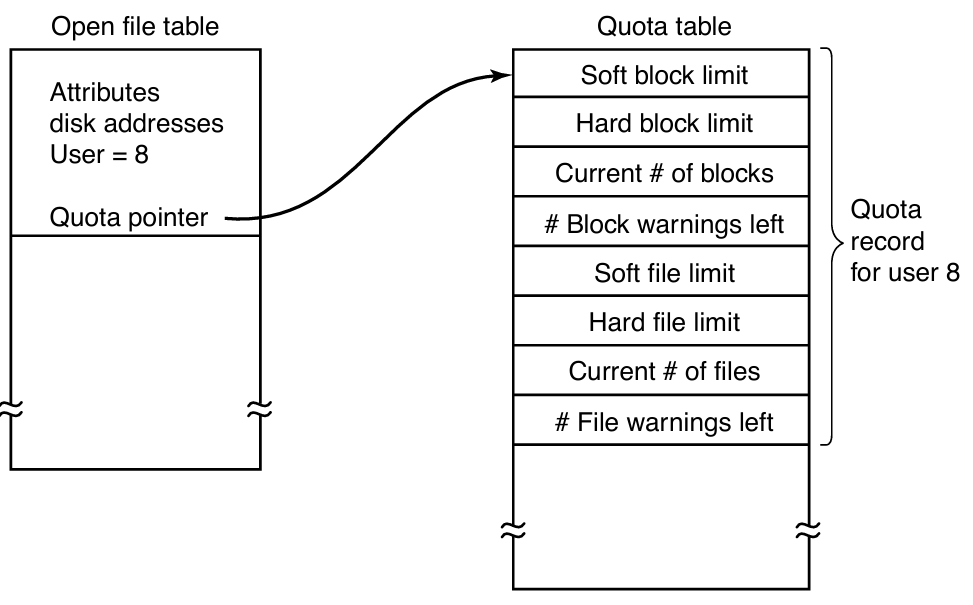 Open file table
Attributes
disk addresses
User = 8
Quota pointer
Quota table
Soft block limit
Hard block limit
Current # of blocks
# Block warnings left
Soft file limit
Hard file limit
Current # of files
# File warnings left
Quota
record
for user 8